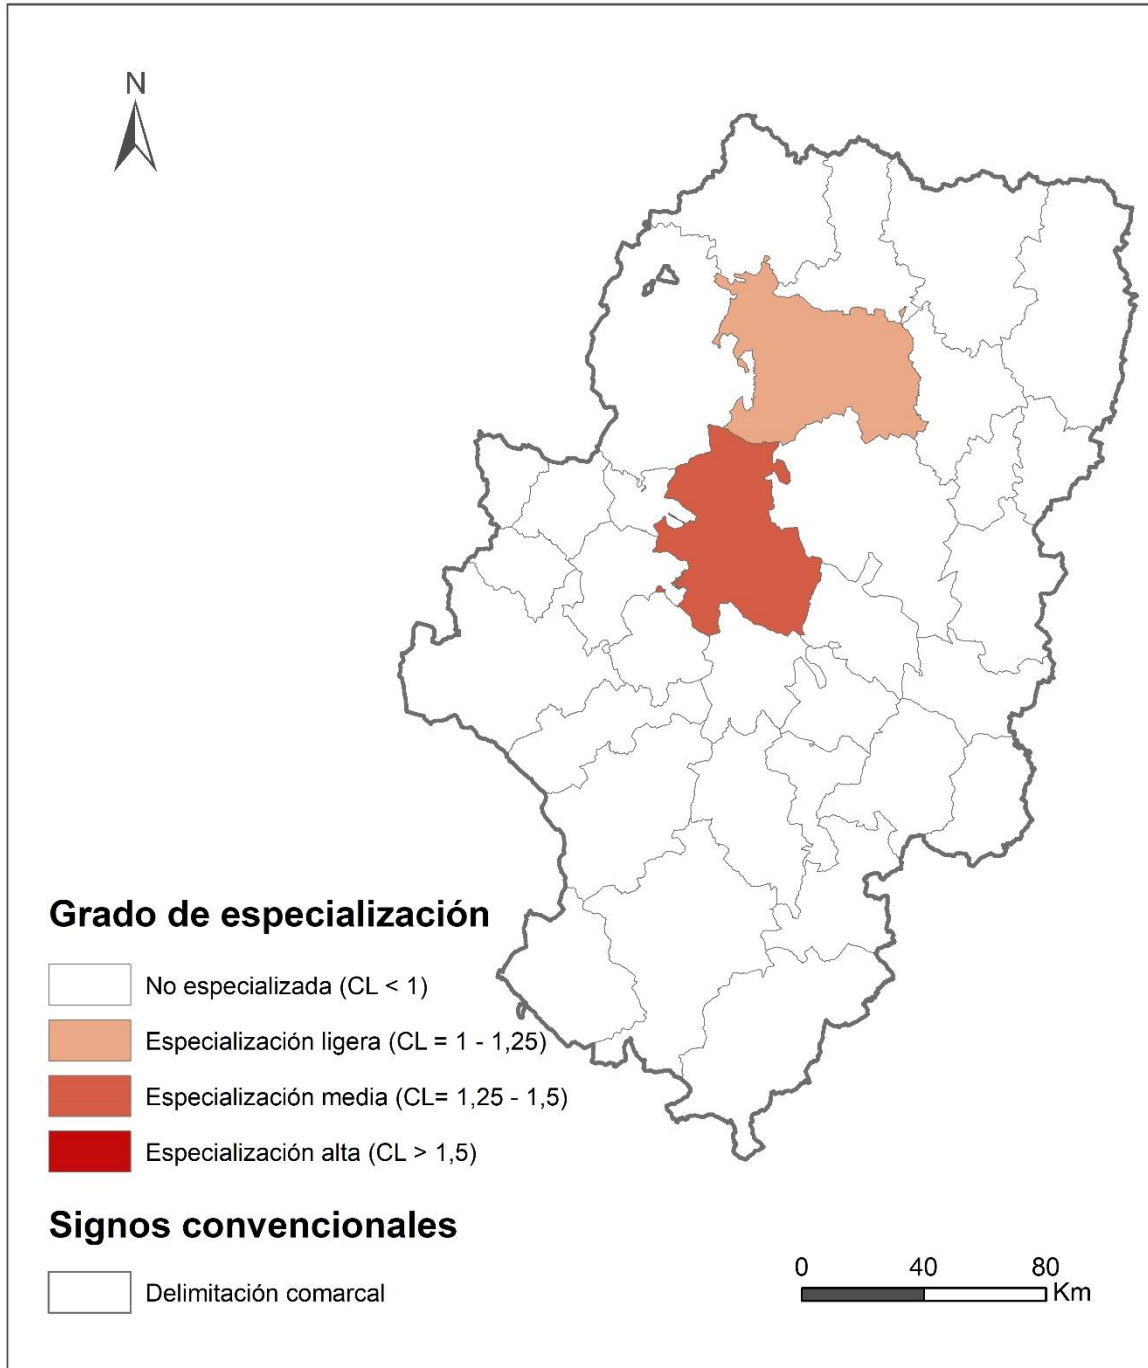 N
Grado de especialización
No especializada (CL < 1)
Especialización ligera (CL = 1 - 1,25)
Especialización media (CL= 1,25 - 1,5)
Especialización alta (CL > 1,5)
Signos convencionales
Delimitación comarcal
0 40 80
Km